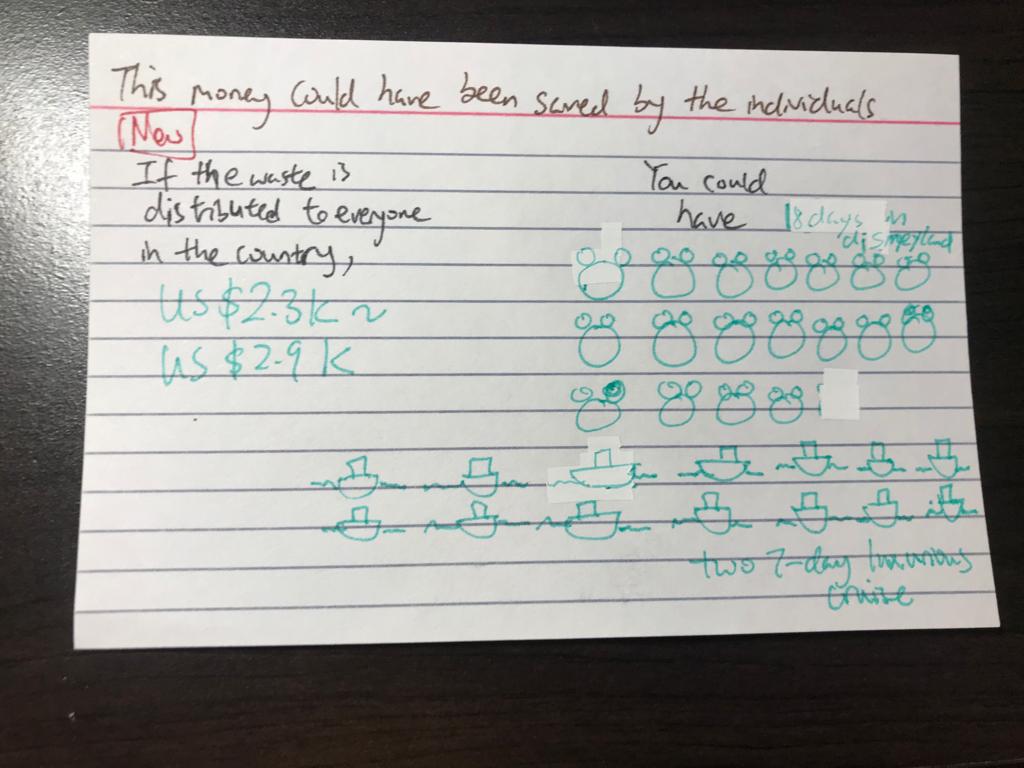 This money could have been saved by the individuals
New
If the waste is
distributed to everyone
in the country,
US $2.3k ~
US $2.9k
You could
have 18 days in
disneyland
two 7-day luxurious
cruise